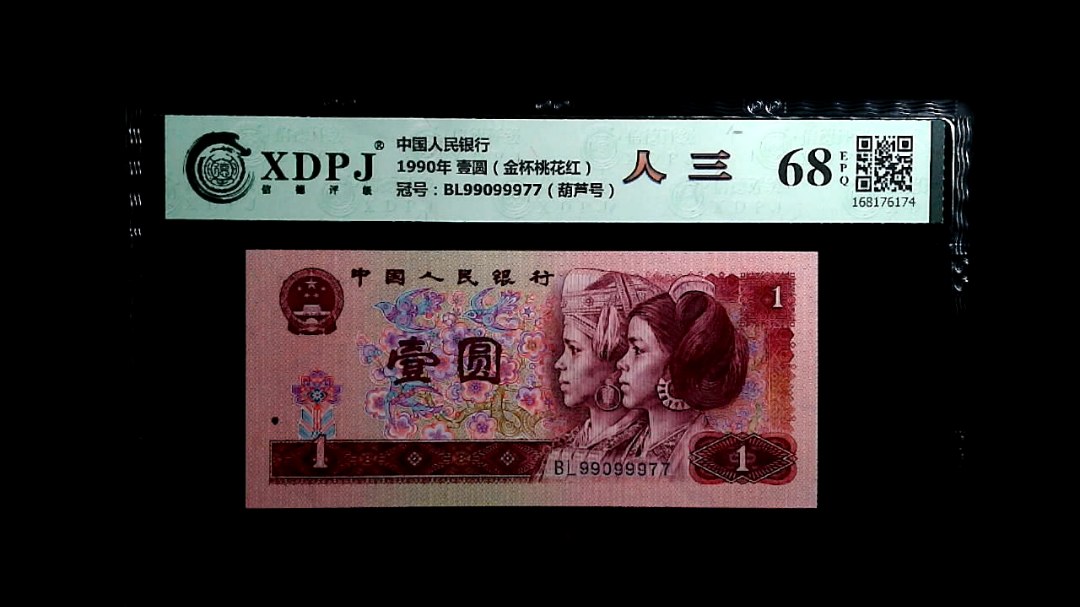 XDPJ®
信德评级
中国人民银行
1990年 壹圆（金杯桃花红）
冠号：BL99099977（葫芦号）
人三
68
EPQ
168176174
中国人民银行
1
壹圆
1
BL99099977
1